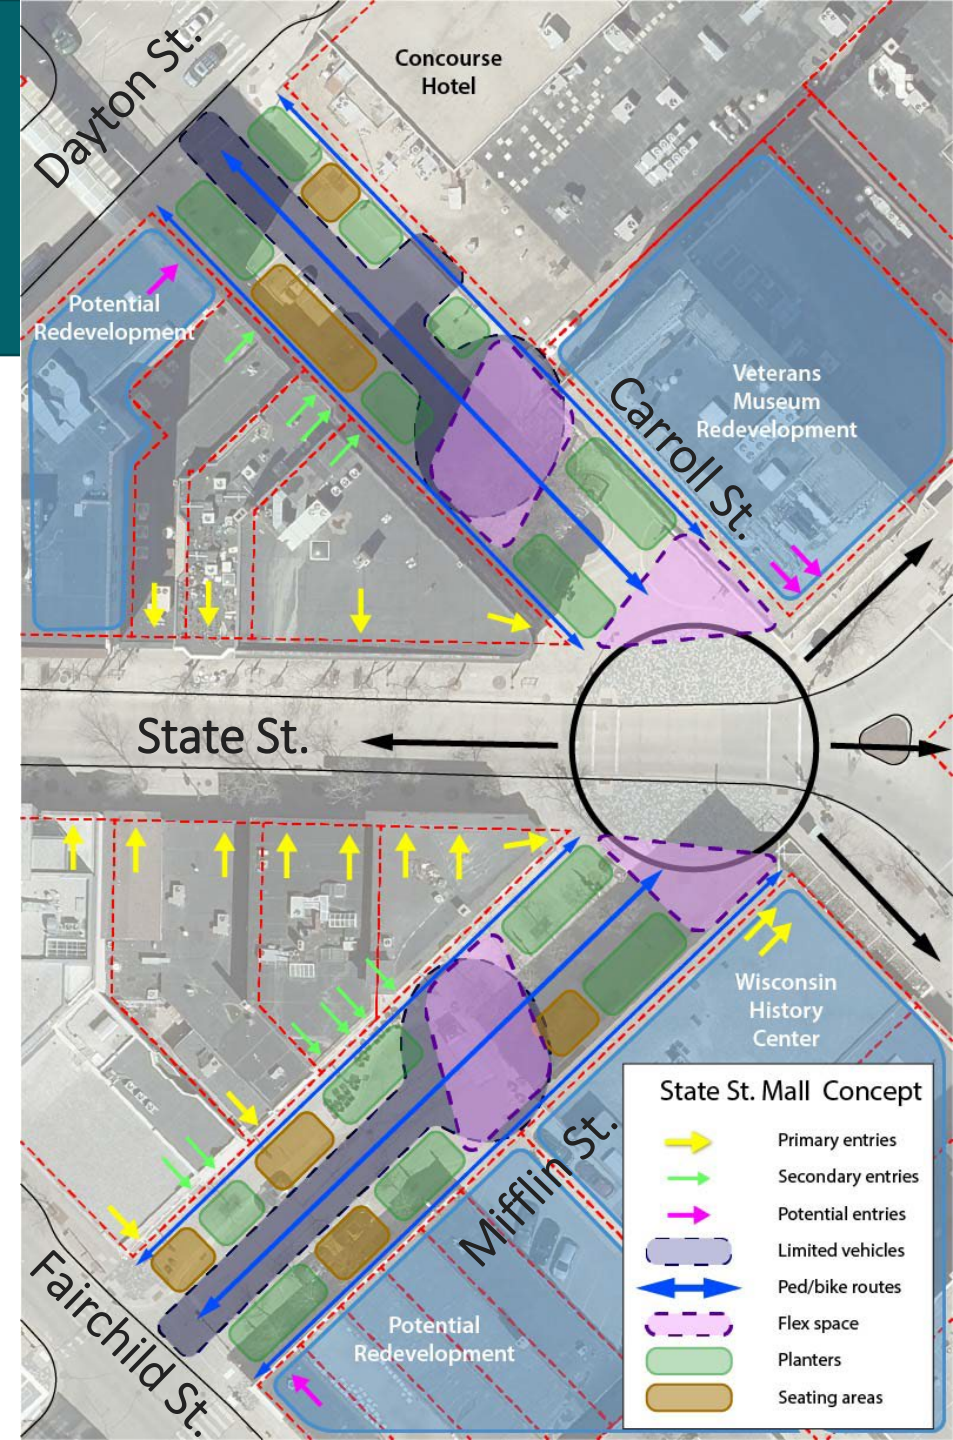 Dayton St.
Concourse
Hotel
Potential
Redevelopment
Veterans
Museum
Redevelopment
Carroll St.
State St.
Wisconsin
History
Center
Mifflin St.
Fairchild St.
Potential
Redevelopment
State St. Mall Concept
Primary entries
Secondary entries
Potential entries
Limited vehicles
Ped/bike routes
Flex space
Planters
Seating areas